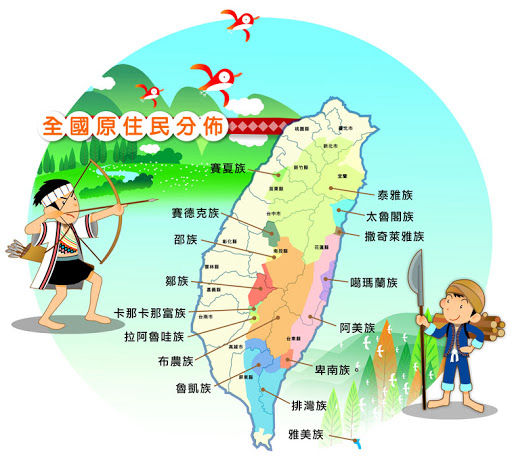 全國原住民分佈
桃園縣
臺北市
新北市
新竹縣
宜蘭
苗栗縣
台中市
彰化縣
南投縣
花蓮縣
雲林縣
嘉義縣
台南市
高雄市
台東縣
屏東縣
賽夏族
賽德克族
邵族
鄒族
卡那卡那富族
拉阿魯哇族
布農族
魯凱族
泰雅族
太魯閣族
撒奇萊雅族
噶瑪蘭族
阿美族
卑南族。
排灣族
雅美族